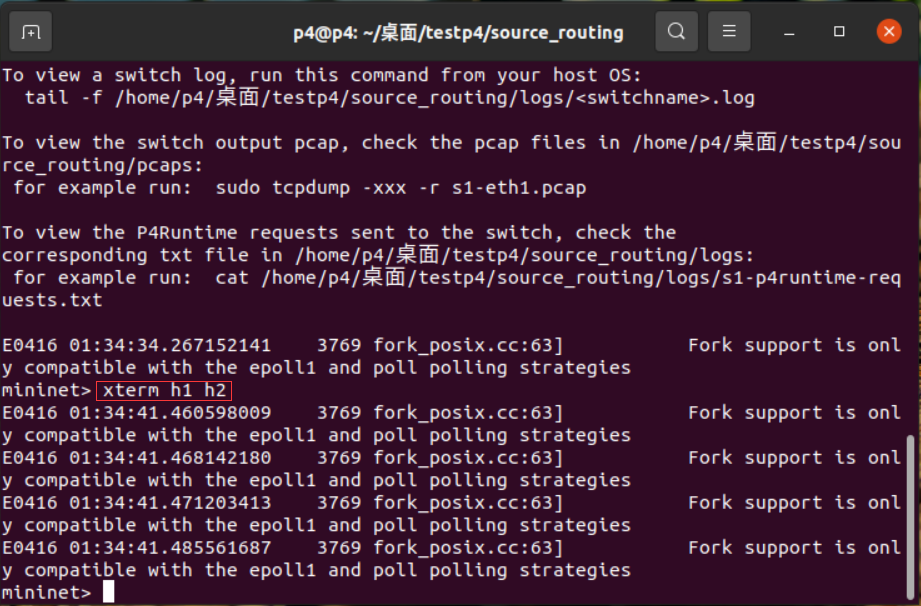 p4@p4: ~/桌面/testp4/source_routing
To view a switch log, run this command from your host OS:
  tail -f /home/p4/桌面/testp4/source_routing/logs/<switchname>.log

To view the switch output pcap, check the pcap files in /home/p4/桌面/testp4/sou
rce_routing/pcaps:
 for example run:  sudo tcpdump -xxx -r s1-eth1.pcap

To view the P4Runtime requests sent to the switch, check the
corresponding txt file in /home/p4/桌面/testp4/source_routing/logs:
 for example run:  cat /home/p4/桌面/testp4/source_routing/logs/s1-p4runtime-req
uests.txt

E0416 01:34:34.267152141    3769 fork_posix.cc:63]           Fork support is onl
y compatible with the epoll1 and poll polling strategies
mininet> xterm h1 h2
E0416 01:34:41.460598009    3769 fork_posix.cc:63]           Fork support is onl
y compatible with the epoll1 and poll polling strategies
E0416 01:34:41.468142180    3769 fork_posix.cc:63]           Fork support is onl
y compatible with the epoll1 and poll polling strategies
E0416 01:34:41.471203413    3769 fork_posix.cc:63]           Fork support is onl
y compatible with the epoll1 and poll polling strategies
E0416 01:34:41.485561687    3769 fork_posix.cc:63]           Fork support is onl
y compatible with the epoll1 and poll polling strategies
mininet>